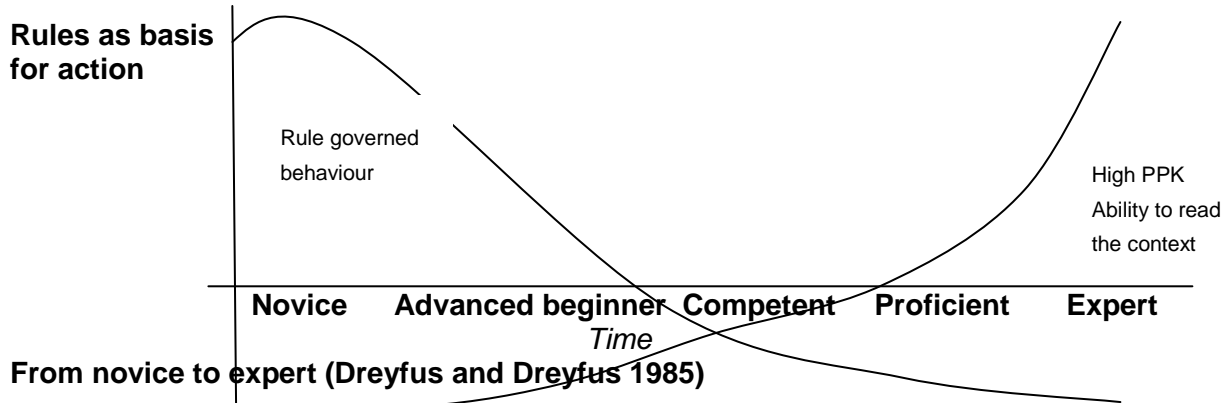 Rules as basis
for action
Rule governed
behaviour
High PPK
Ability to read
the context
Novice Advanced beginner Competent Proficient Expert
Time
From novice to expert (Dreyfus and Dreyfus 1985)